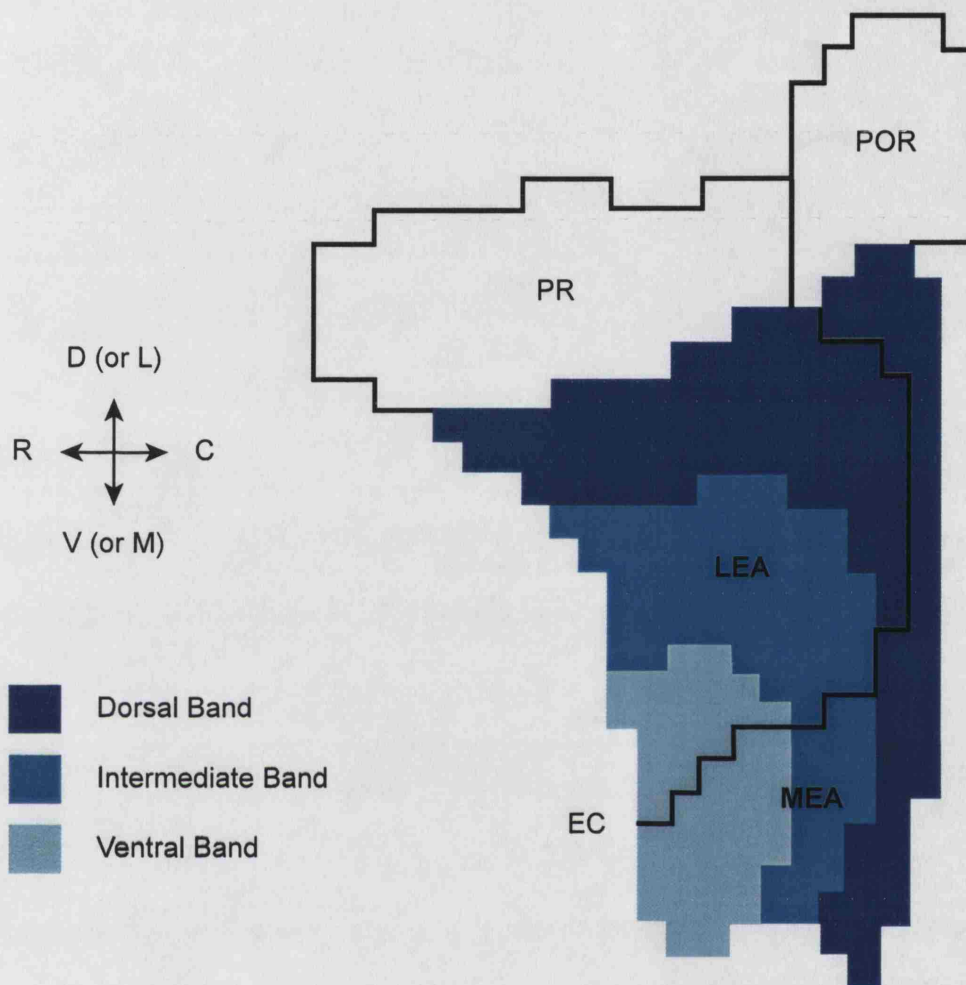 POR
PR
D (or L)
R C
V (or M)
LEA
Dorsal Band
Intermediate Band
MEA
EC
Ventral Band